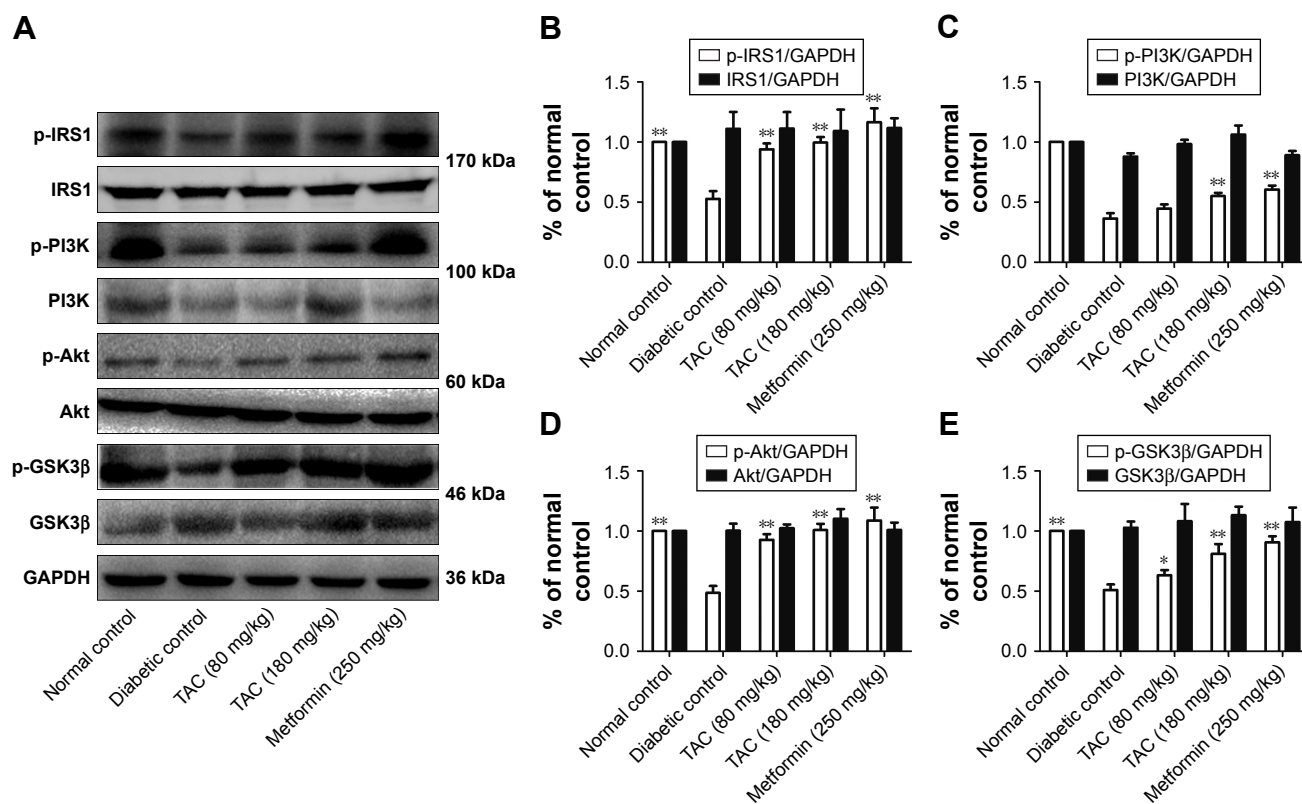 A
p-IRS1
170 kDa
IRS1
p-PI3K
100 kDa
PI3K
p-Akt
60 kDa
Akt
p-GSK3β
46 kDa
GSK3β
GAPDH
36 kDa
Normal control
Diabetic control
TAC (80 mg/kg)
TAC (180 mg/kg)
Metformin (250 mg/kg)
B
p-IRS1/GAPDH
IRS1/GAPDH
% of normal
control
1.5
1.0
0.5
0.0
**
**
**
**
Normal control
Diabetic control
TAC (80 mg/kg)
TAC (180 mg/kg)
Metformin (250 mg/kg)
C
p-PI3K/GAPDH
PI3K/GAPDH
% of normal
control
1.5
1.0
0.5
0.0
**
**
Normal control
Diabetic control
TAC (80 mg/kg)
TAC (180 mg/kg)
Metformin (250 mg/kg)
D
p-Akt/GAPDH
Akt/GAPDH
% of normal
control
1.5
1.0
0.5
0.0
**
**
**
**
Normal control
Diabetic control
TAC (80 mg/kg)
TAC (180 mg/kg)
Metformin (250 mg/kg)
E
p-GSK3β/GAPDH
GSK3β/GAPDH
% of normal
control
1.5
1.0
0.5
0.0
**
*
**
**
Normal control
Diabetic control
TAC (80 mg/kg)
TAC (180 mg/kg)
Metformin (250 mg/kg)